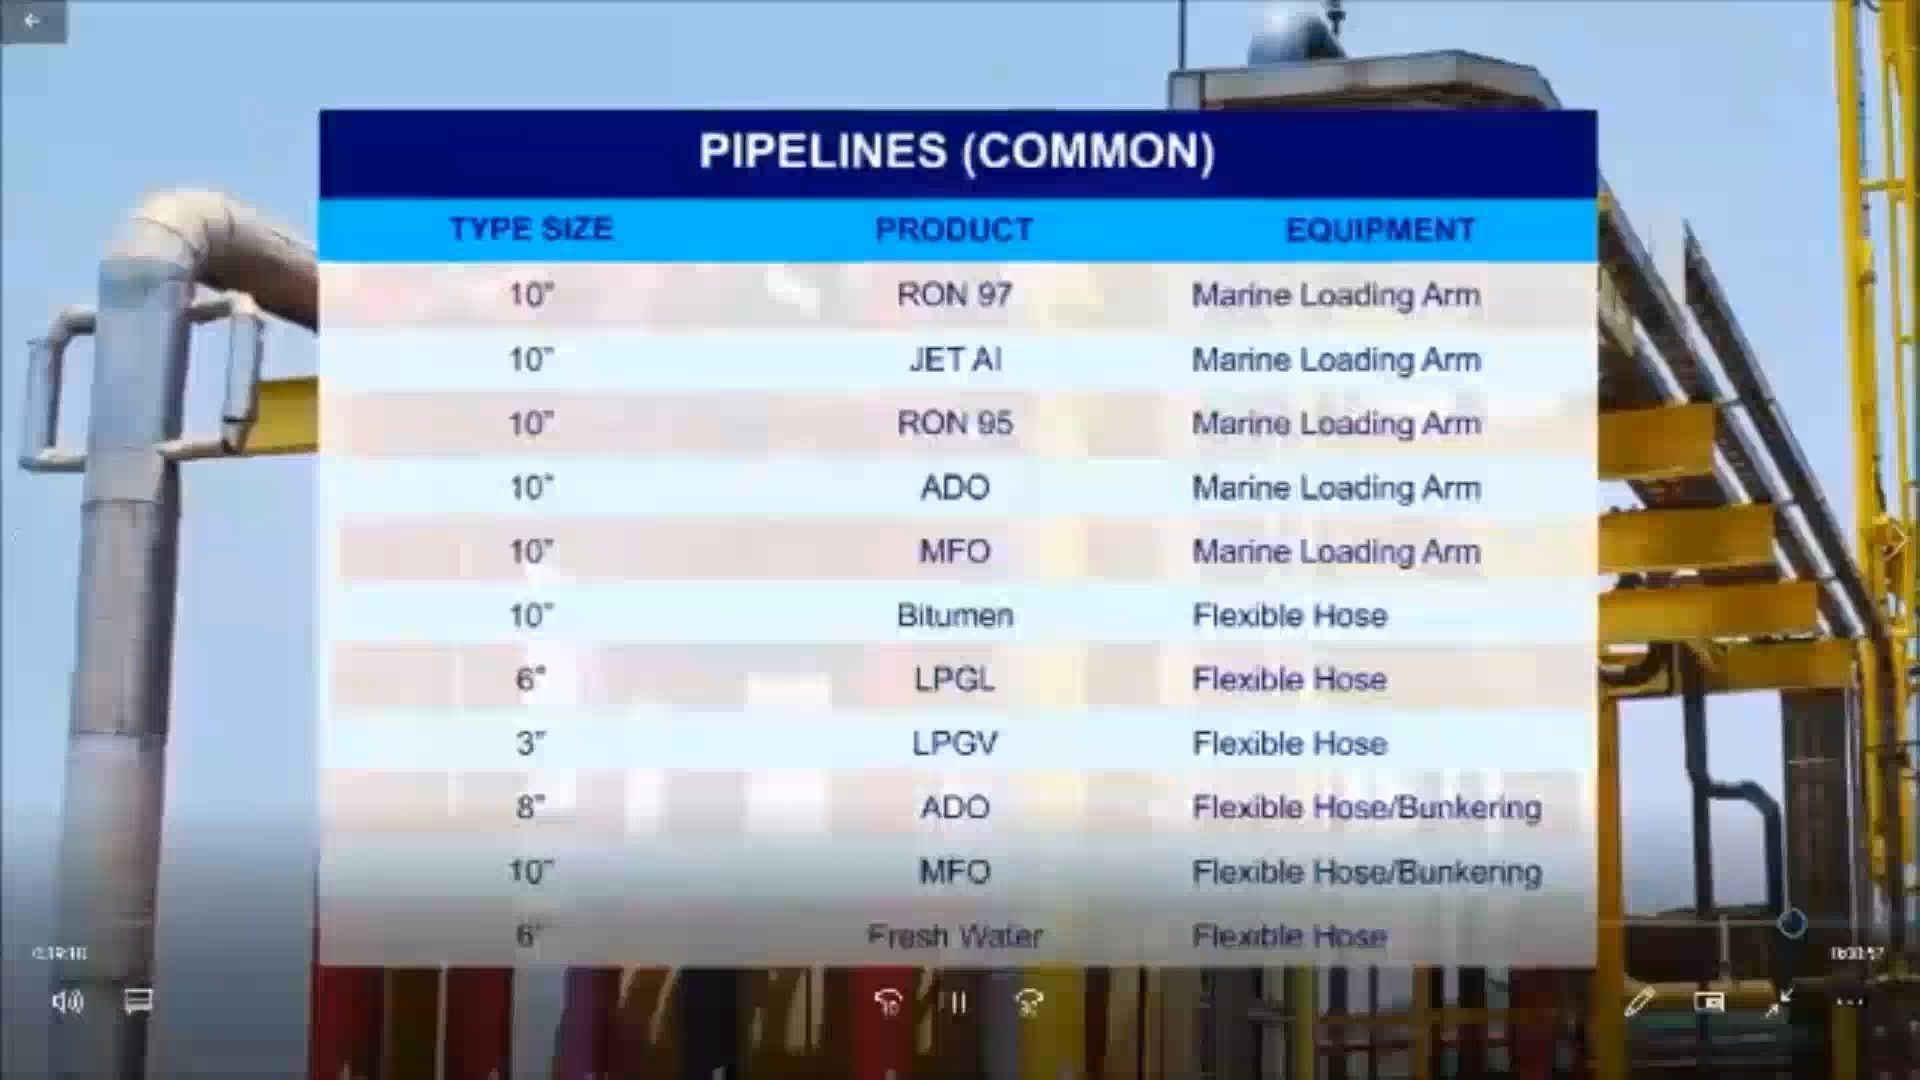 PIPELINES (COMMON)
TYPE SIZE PRODUCT EQUIPMENT
10" RON 97 Marine Loading Arm
10" JET AI Marine Loading Arm
10" RON 95 Marine Loading Arm
10" ADO Marine Loading Arm
10" MFO Marine Loading Arm
10" Bitumen Flexible Hose
6" LPGL Flexible Hose
3" LPGV Flexible Hose
8" ADO Flexible Hose/Bunkering
10" MFO Flexible Hose/Bunkering
6" Fresh Water Flexible Hose
10